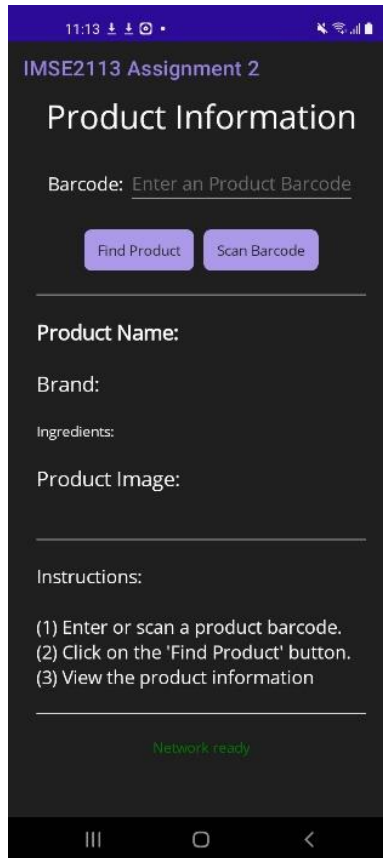 11:13
IMSE2113 Assignment 2
Product Information
Barcode: Enter an Product Barcode
Find Product Scan Barcode
Product Name:
Brand:
Ingredients:
Product Image:
Instructions:
(1) Enter or scan a product barcode.
(2) Click on the 'Find Product' button.
(3) View the product information
Network ready